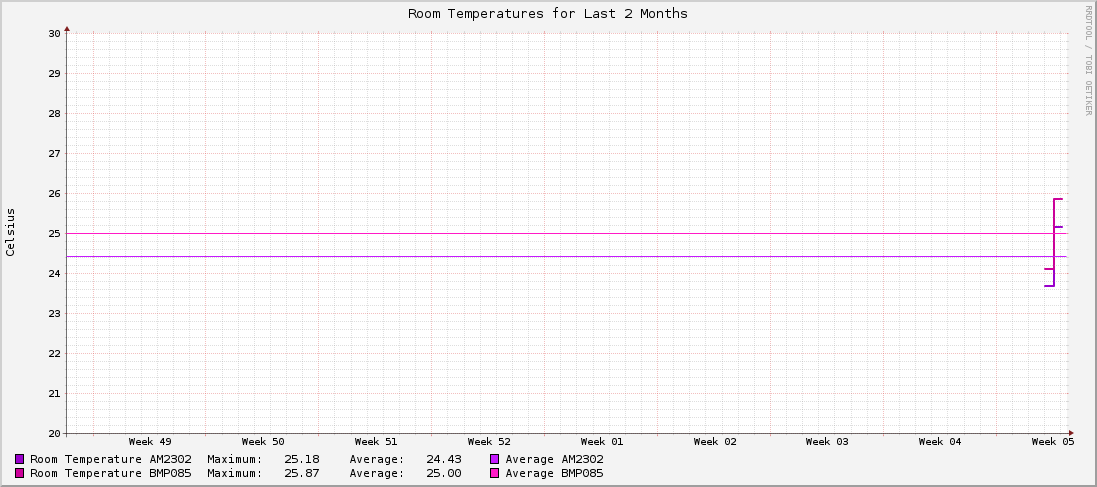 Room Temperatures for Last 2 Months
RRDTOOL / TOBI OETIKER
Celsius
30
29
28
27
26
25
24
23
22
21
20
Week 49 Week 50 Week 51 Week 52 Week 01 Week 02 Week 03 Week 04 Week 05
Room Temperature AM2302 Maximum: 25.18 Average: 24.43 Average AM2302
Room Temperature BMP085 Maximum: 25.87 Average: 25.00 Average BMP085